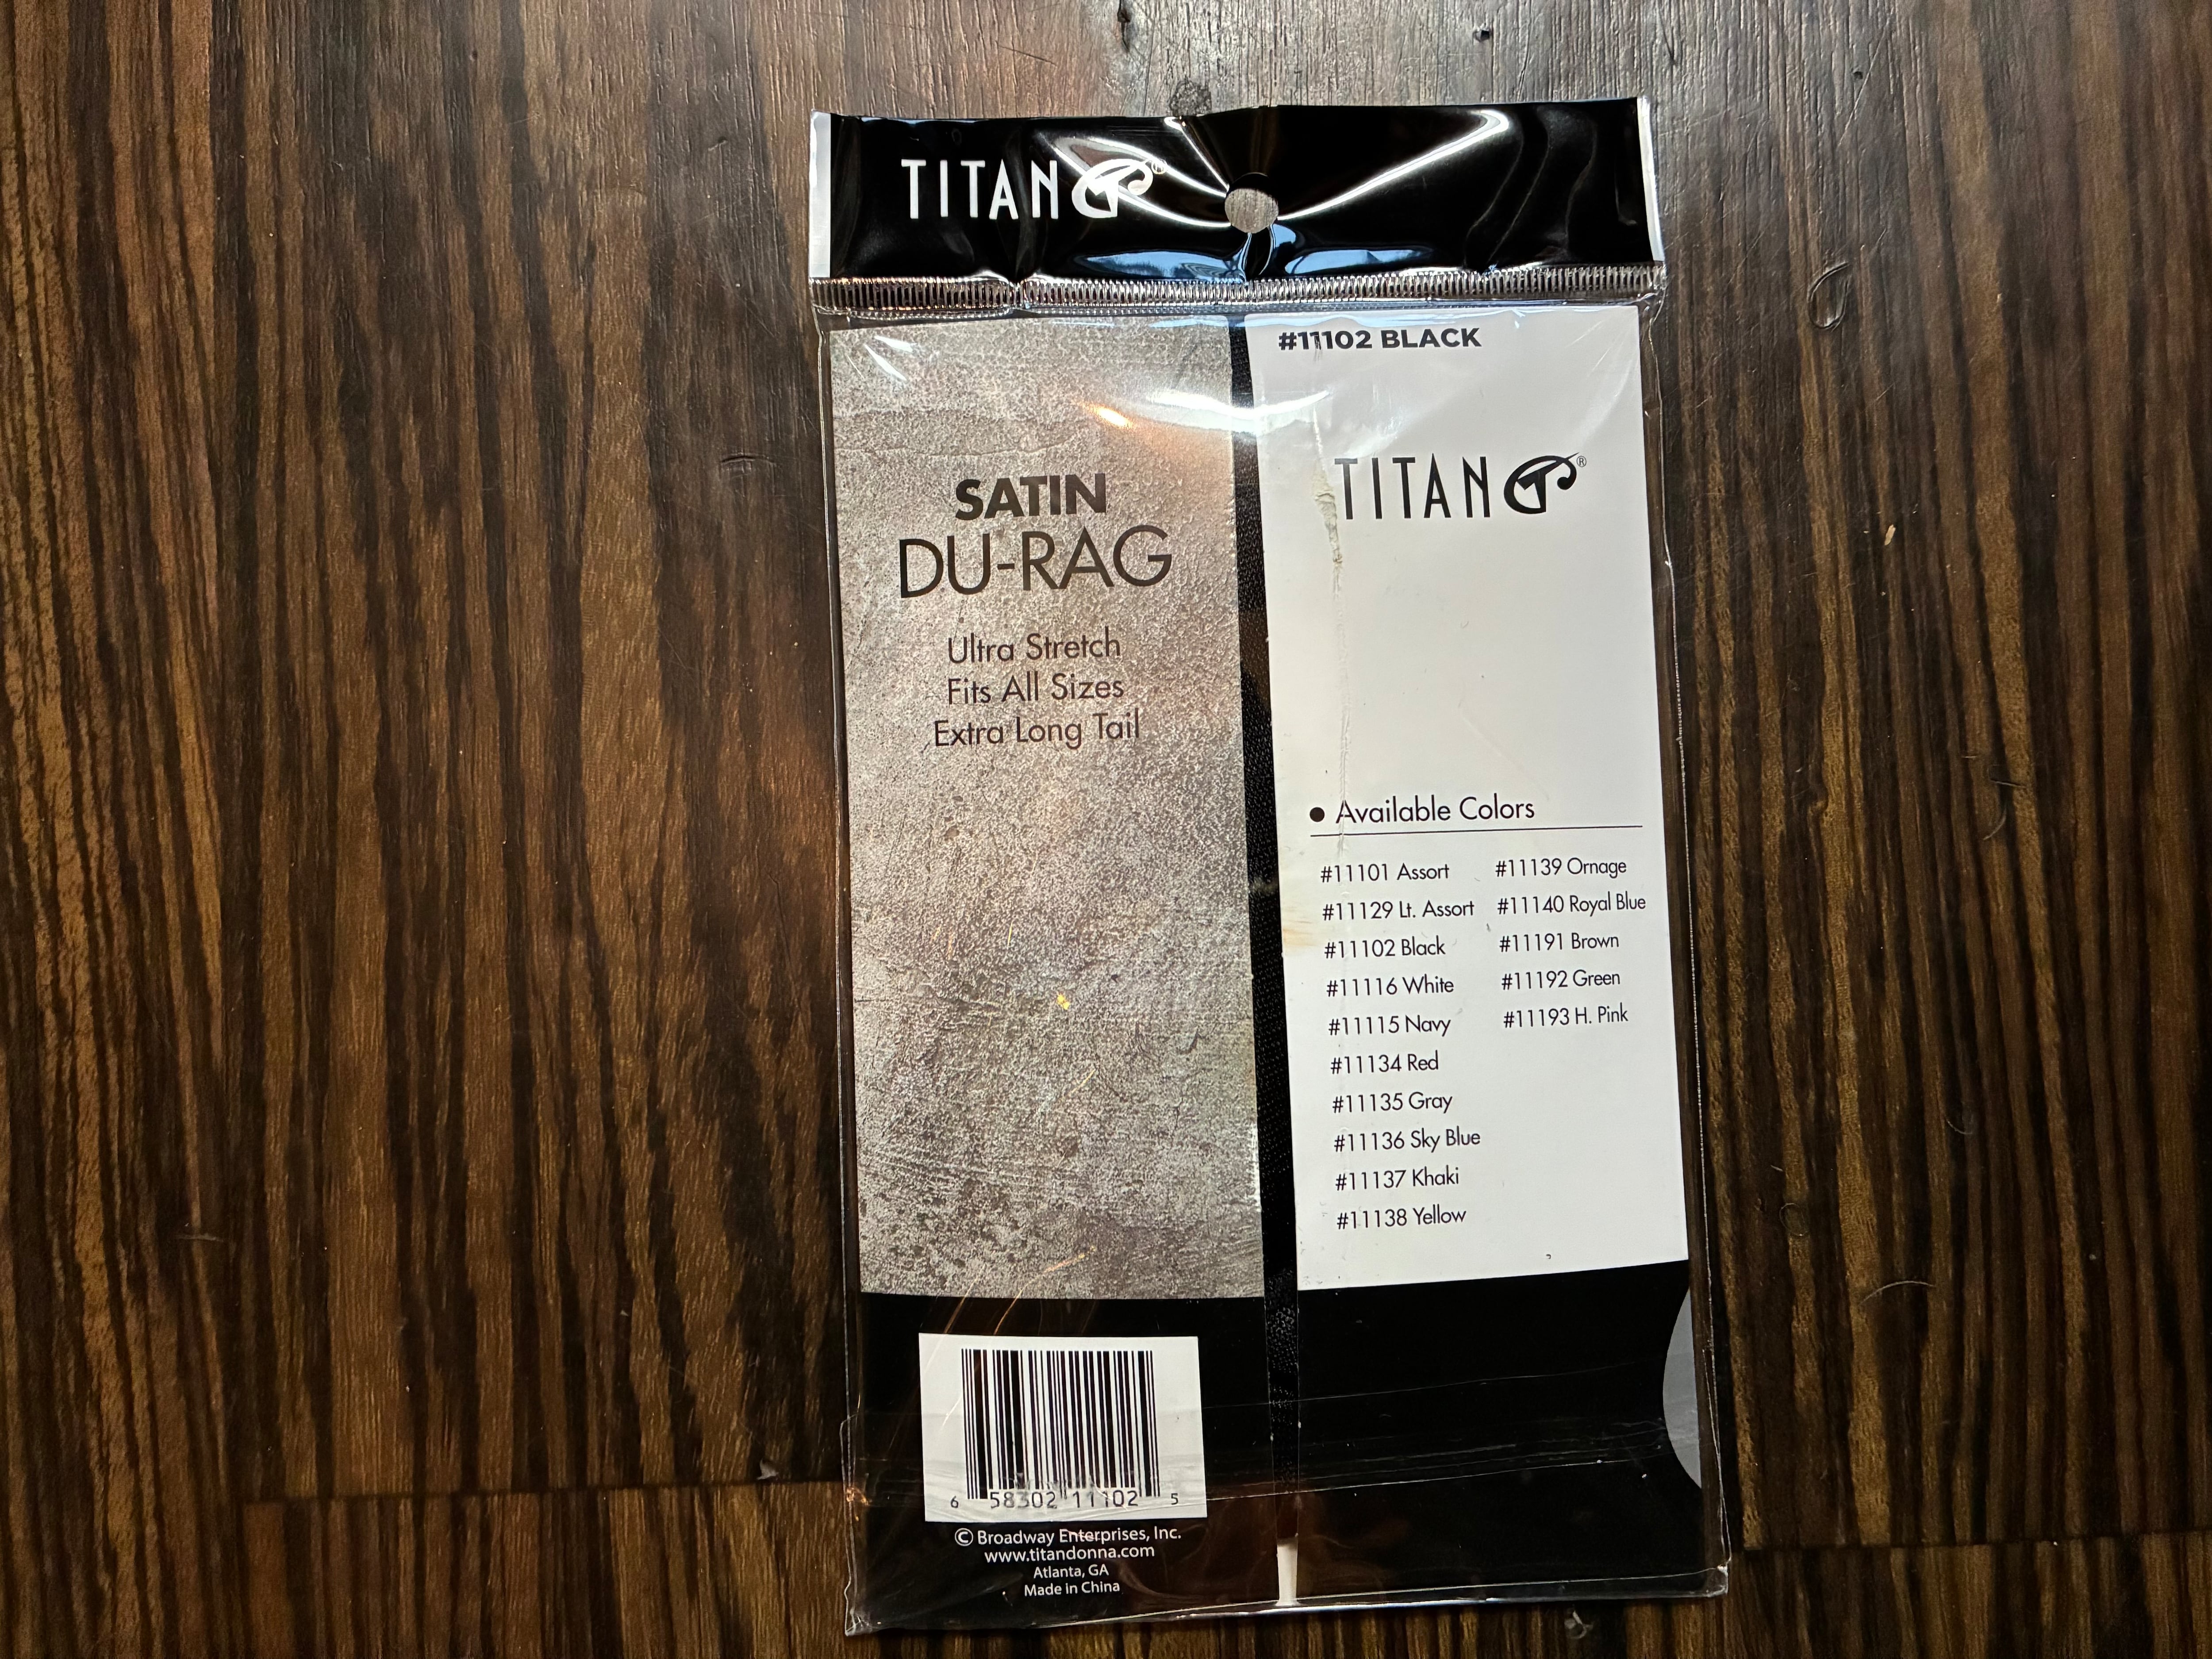 TITAN ®
SATIN
DU-RAG
Ultra Stretch
Fits All Sizes
Extra Long Tail
6 58302 11102 5
© Broadway Enterprises, Inc.
www.titandonna.com
Atlanta, GA
Made in China
#11102 BLACK
TITAN ®
• Available Colors
#11101 Assort
#11129 Lt. Assort
#11102 Black
#11116 White
#11115 Navy
#11134 Red
#11135 Gray
#11136 Sky Blue
#11137 Khaki
#11138 Yellow
#11139 Ornage
#11140 Royal Blue
#11191 Brown
#11192 Green
#11193 H. Pink